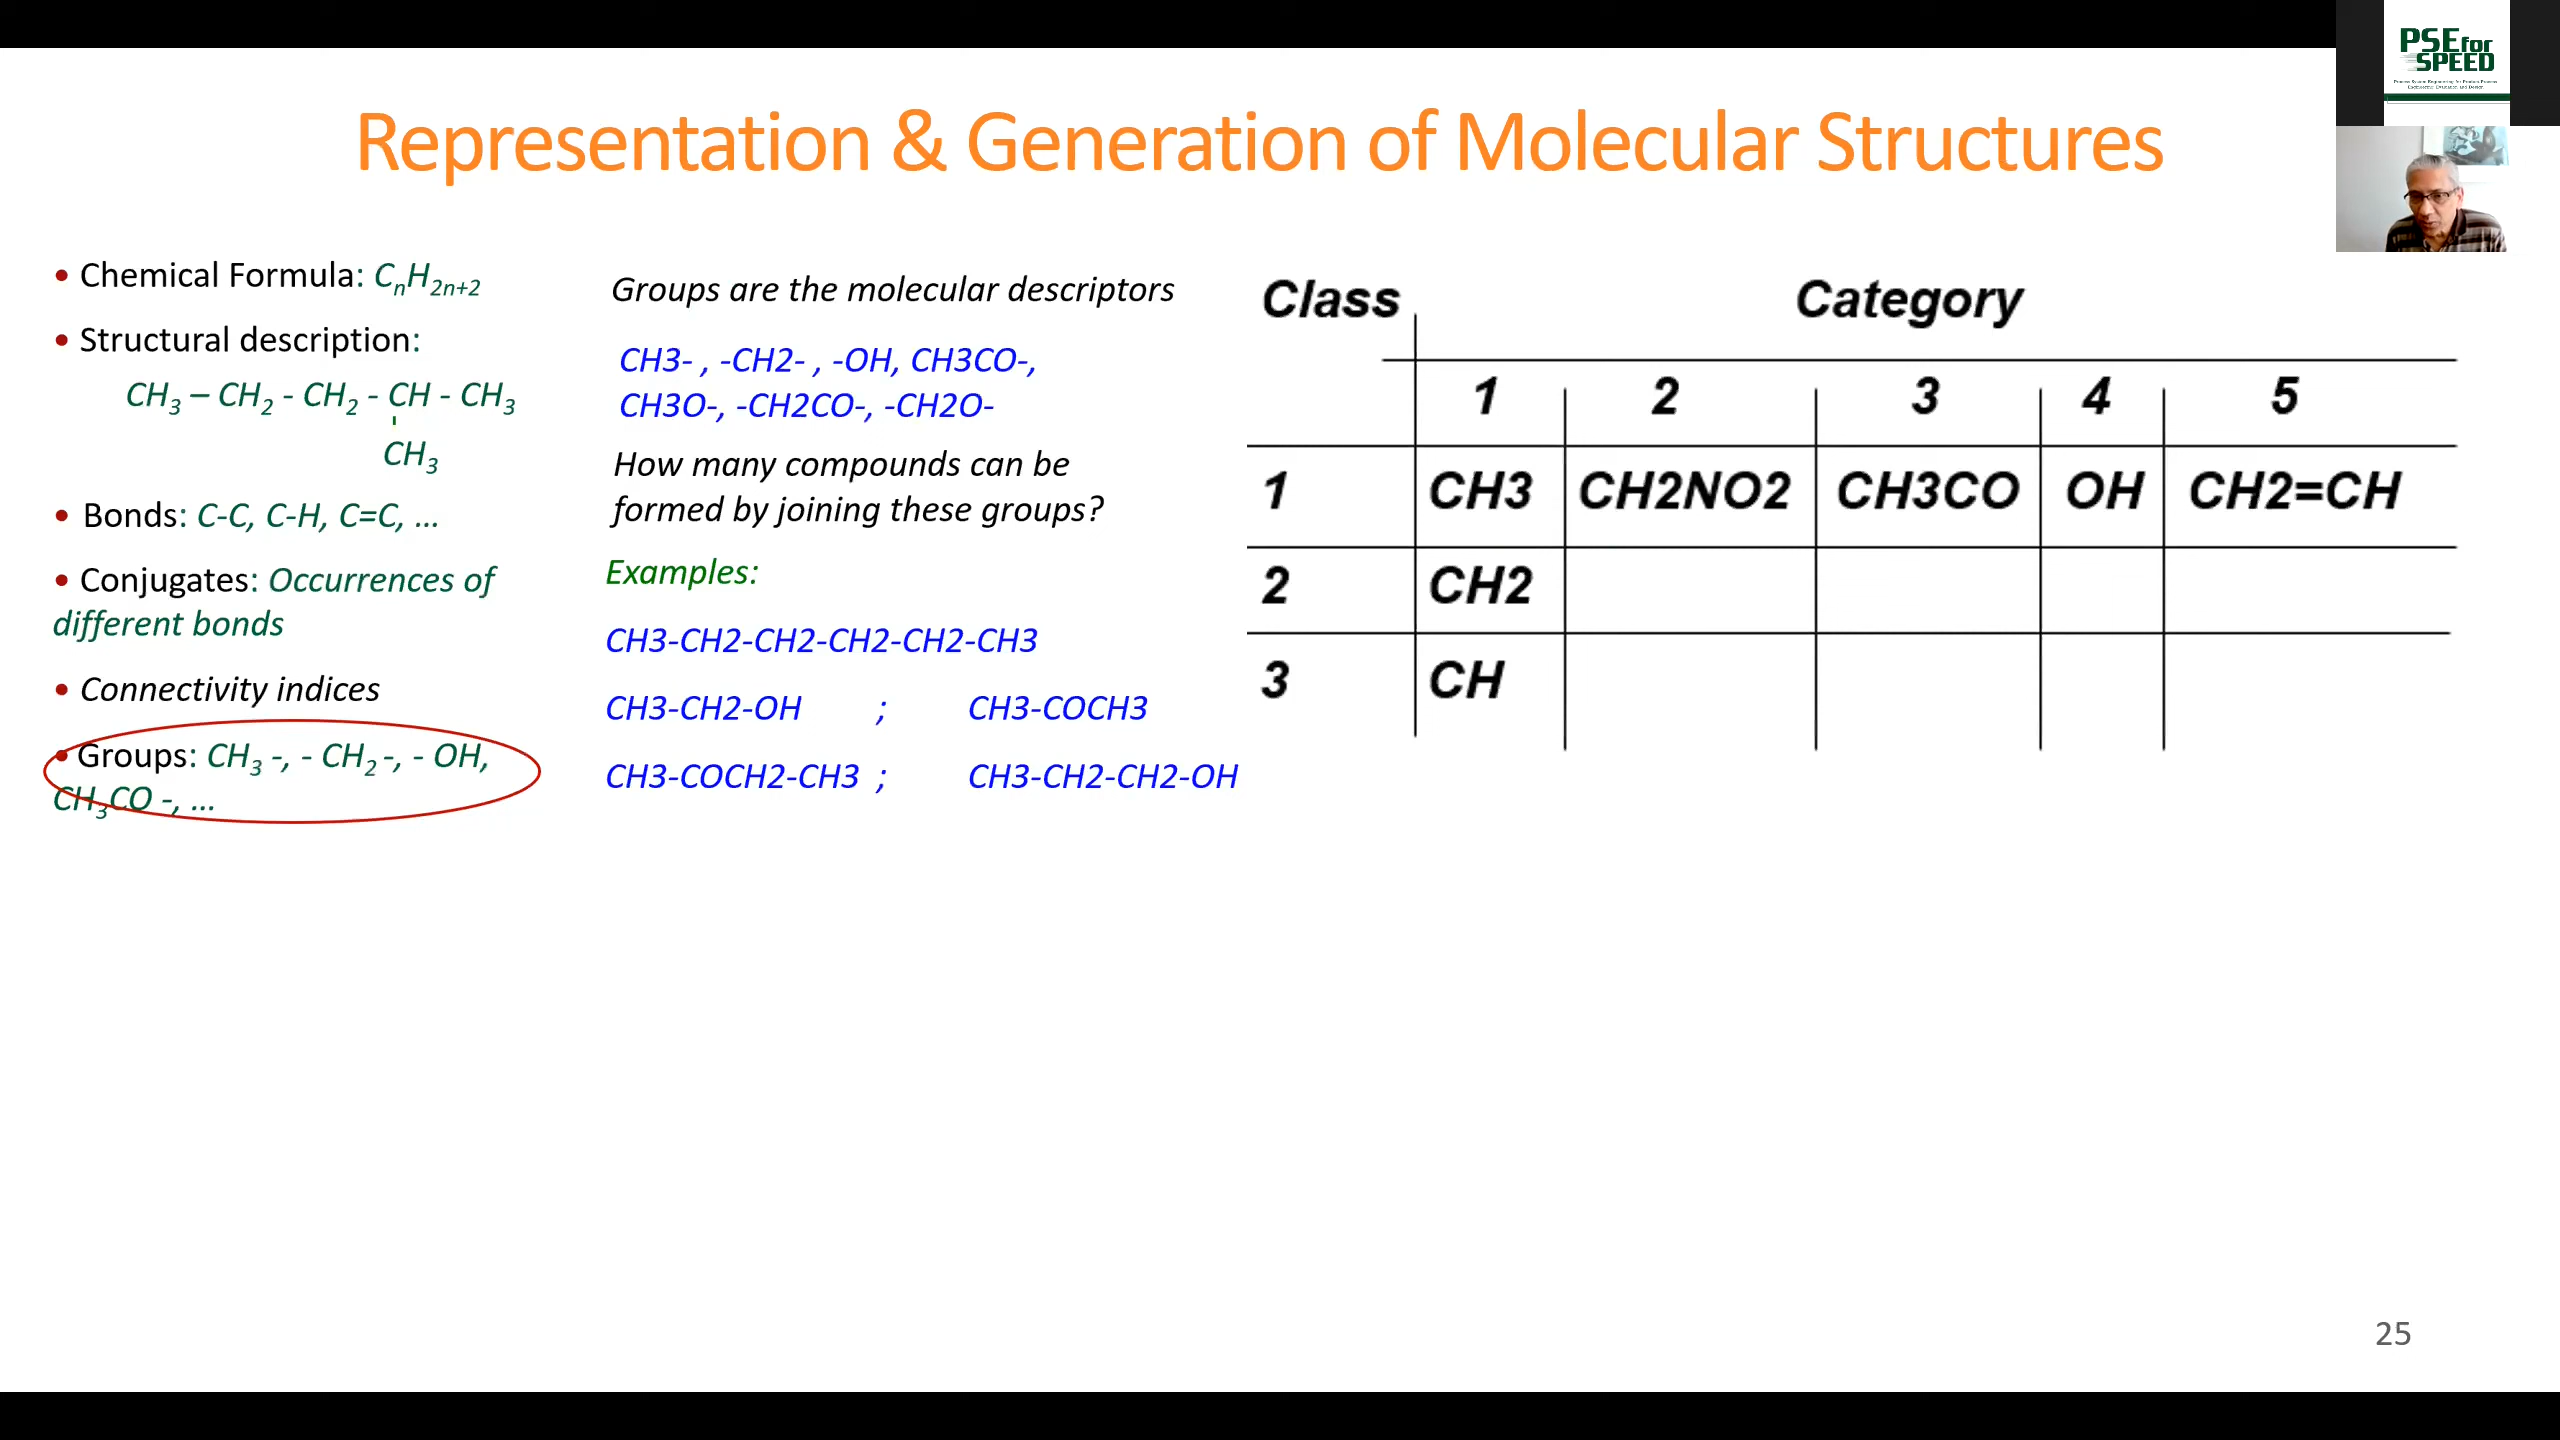 PSE for
SPEED
Representation & Generation of Molecular Structures
• Chemical Formula: CnH2n+2
• Structural description:
CH3 – CH2 - CH2 - CH - CH3
'
CH3
• Bonds: C-C, C-H, C=C, ...
• Conjugates: Occurrences of
different bonds
• Connectivity indices
• Groups: CH3 -, - CH2 -, - OH,
CH3CO -, ...
Groups are the molecular descriptors
CH3- , -CH2- , -OH, CH3CO-,
CH3O-, -CH2CO-, -CH2O-
How many compounds can be
formed by joining these groups?
Examples:
CH3-CH2-CH2-CH2-CH2-CH3
CH3-CH2-OH ; CH3-COCH3
CH3-COCH2-CH3 ; CH3-CH2-CH2-OH
Class Category
1 2 3 4 5
1 CH3 CH2NO2 CH3CO OH CH2=CH
2 CH2
3 CH
25